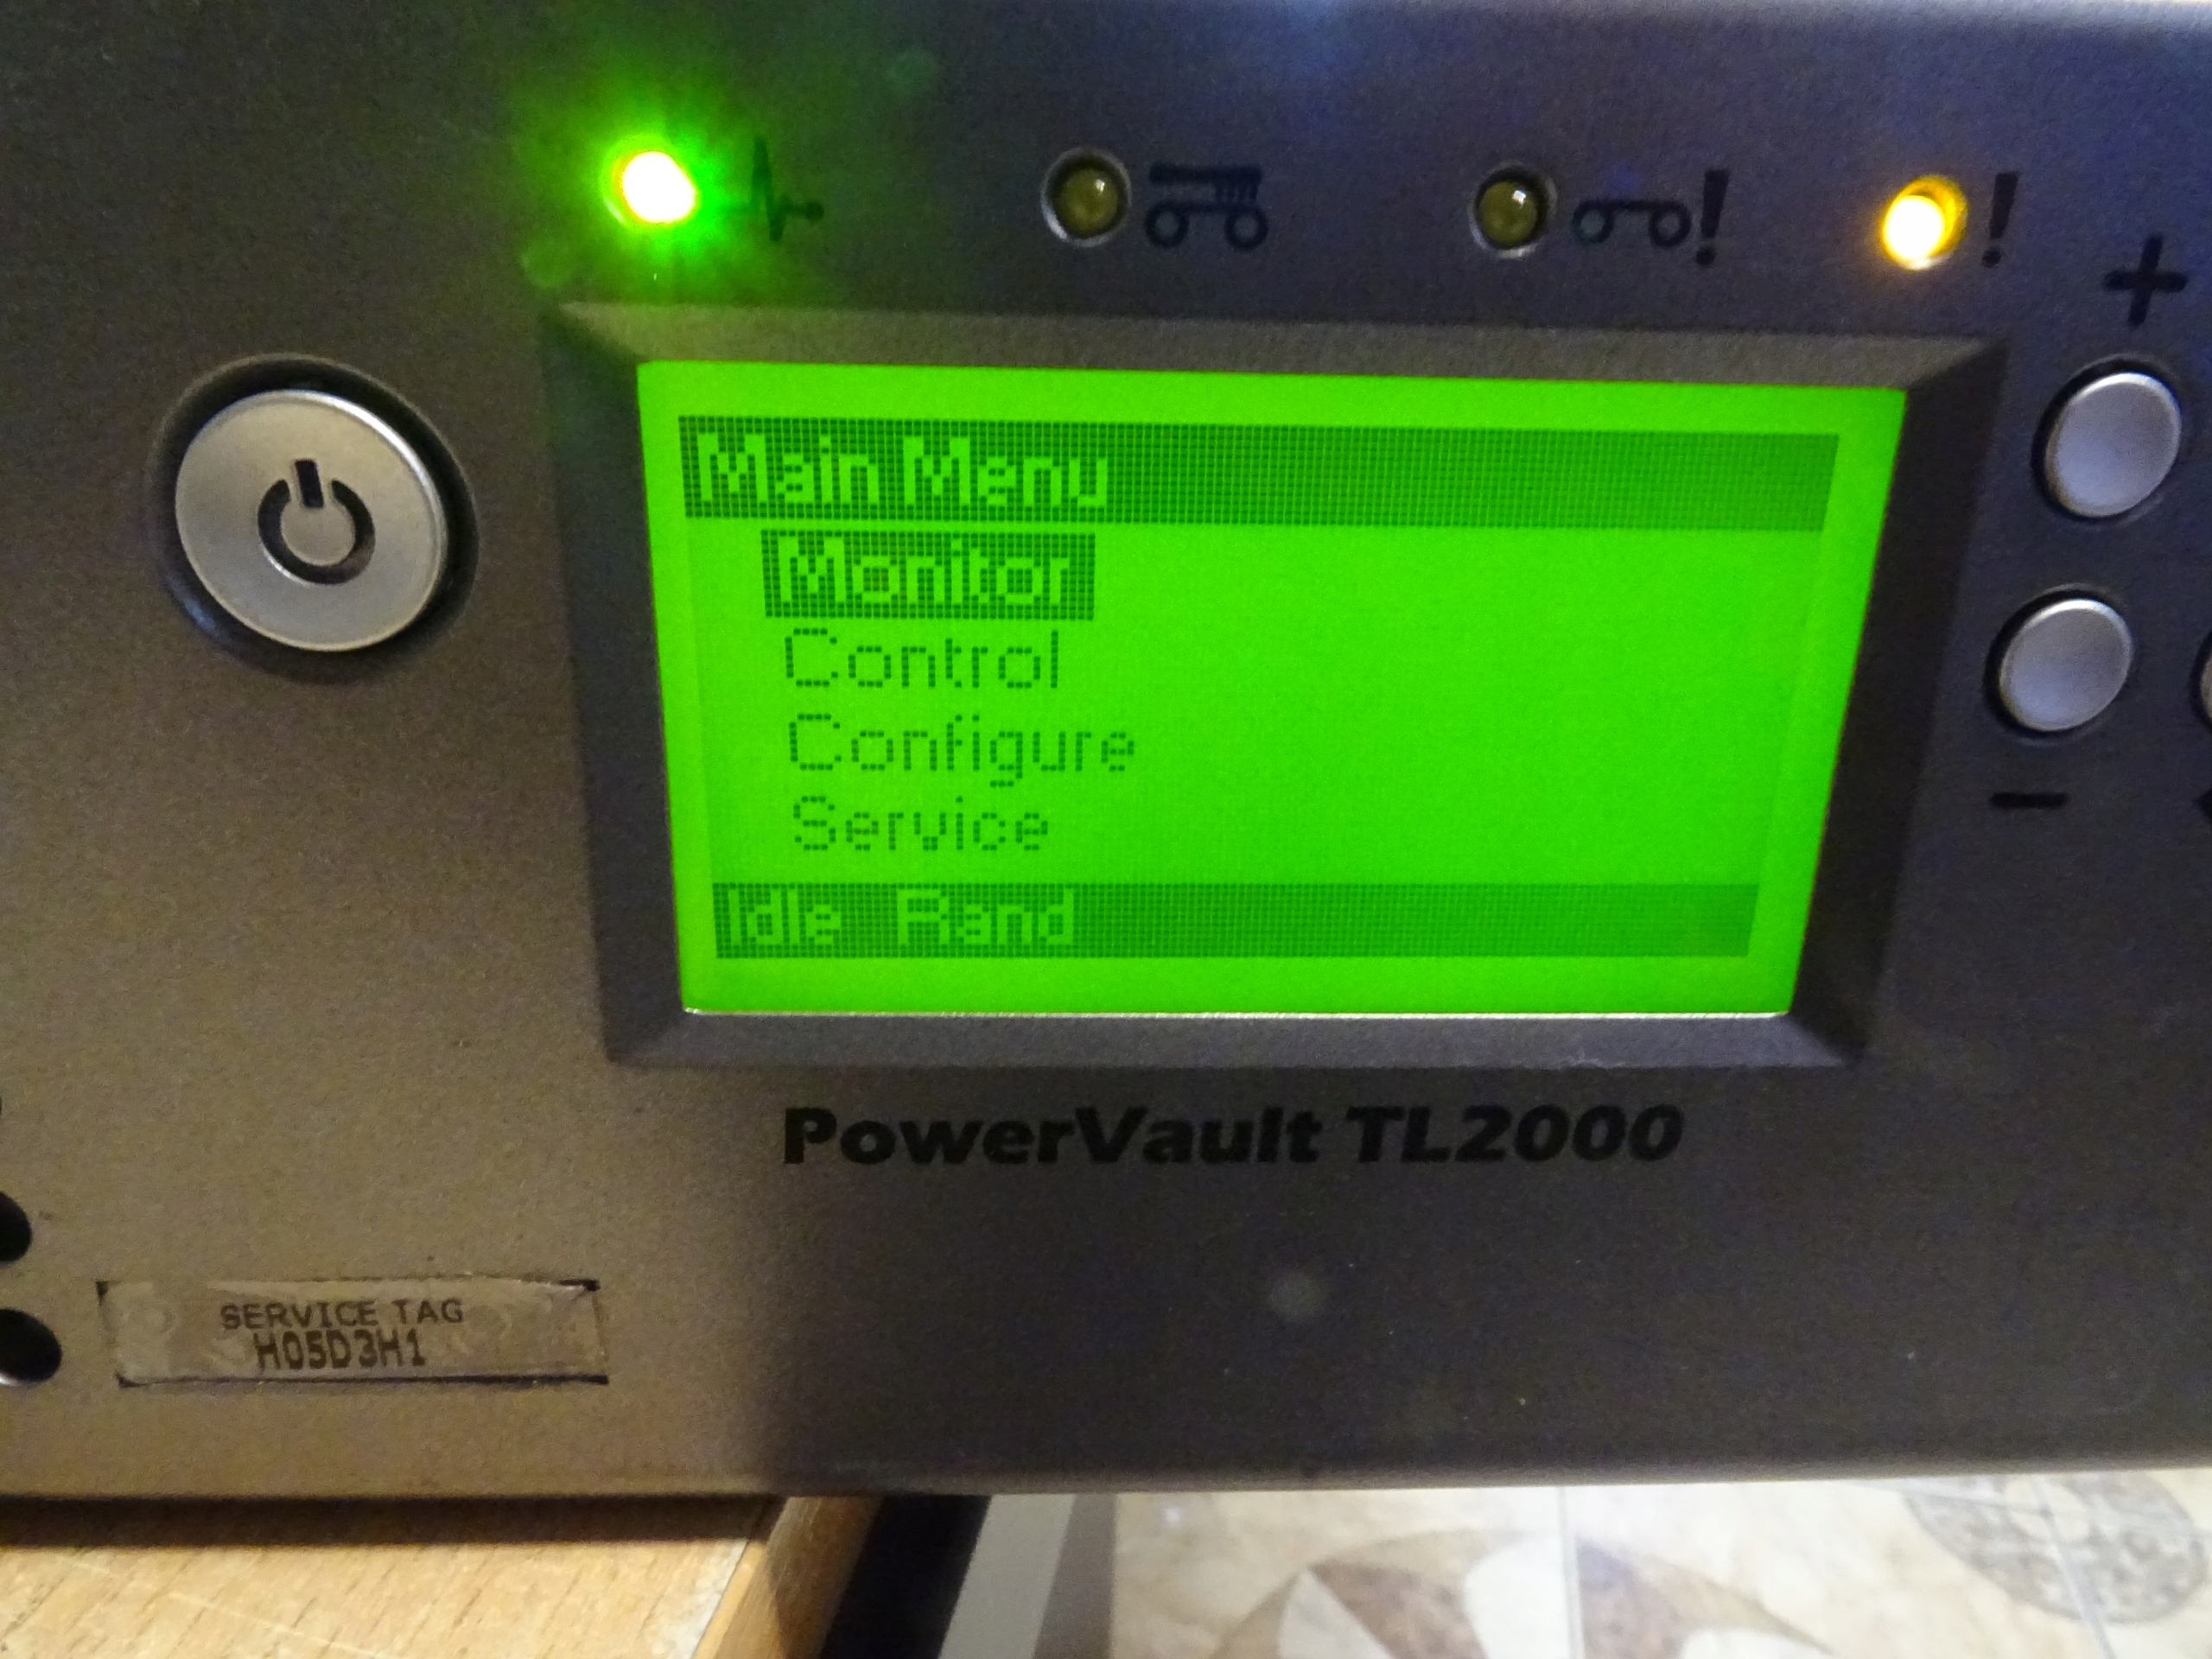 Main Menu
Monitor
Control
Configure
Service
Idle Rand
PowerVault TL2000
SERVICE TAG
H05D3H1